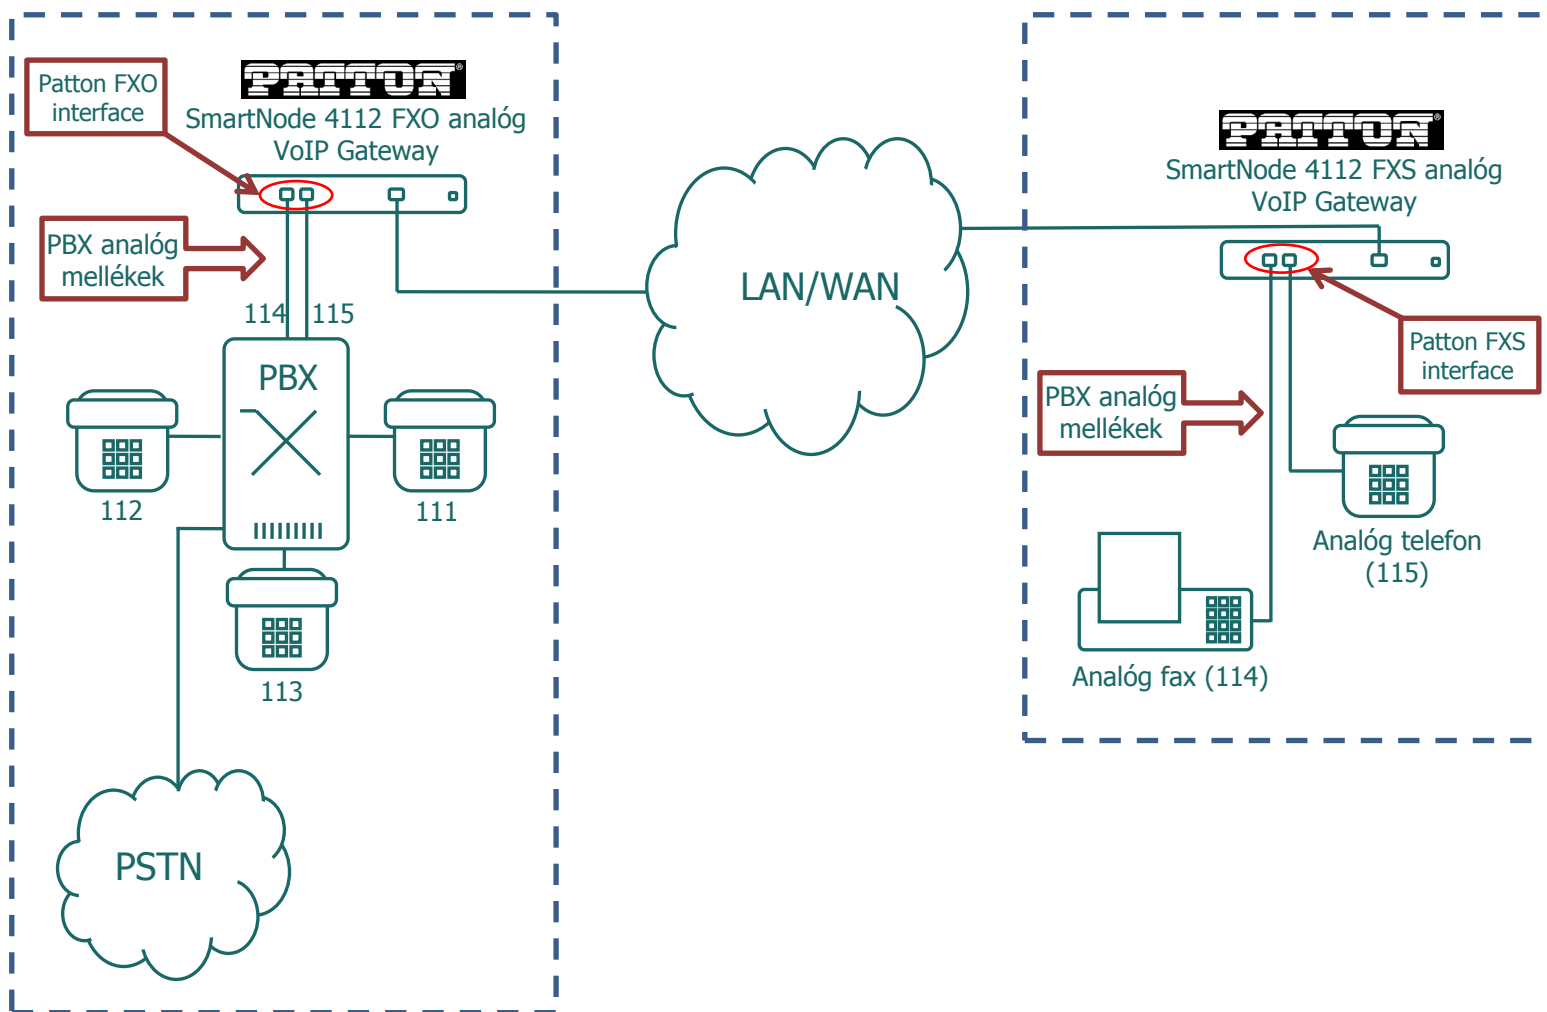 Patton FXO
interface
PATTON®
SmartNode 4112 FXO analóg
VoIP Gateway
PBX analóg
mellékek
114
115
PBX
112
111
113
PSTN
LAN/WAN
PATTON®
SmartNode 4112 FXS analóg
VoIP Gateway
Patton FXS
interface
PBX analóg
mellékek
Analóg telefon
(115)
Analóg fax (114)